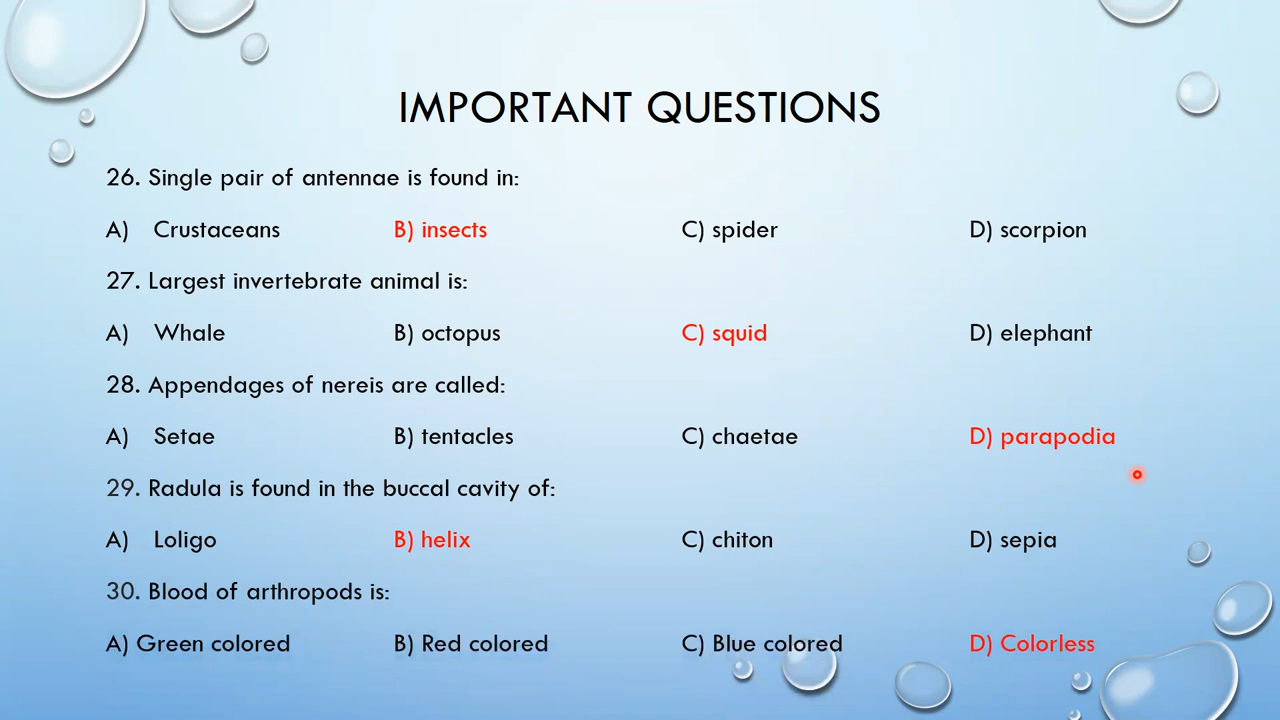 IMPORTANT QUESTIONS
26. Single pair of antennae is found in:
A) Crustaceans B) insects C) spider D) scorpion
27. Largest invertebrate animal is:
A) Whale B) octopus C) squid D) elephant
28. Appendages of nereis are called:
A) Setae B) tentacles C) chaetae D) parapodia
29. Radula is found in the buccal cavity of:
A) Loligo B) helix C) chiton D) sepia
30. Blood of arthropods is:
A) Green colored B) Red colored C) Blue colored D) Colorless